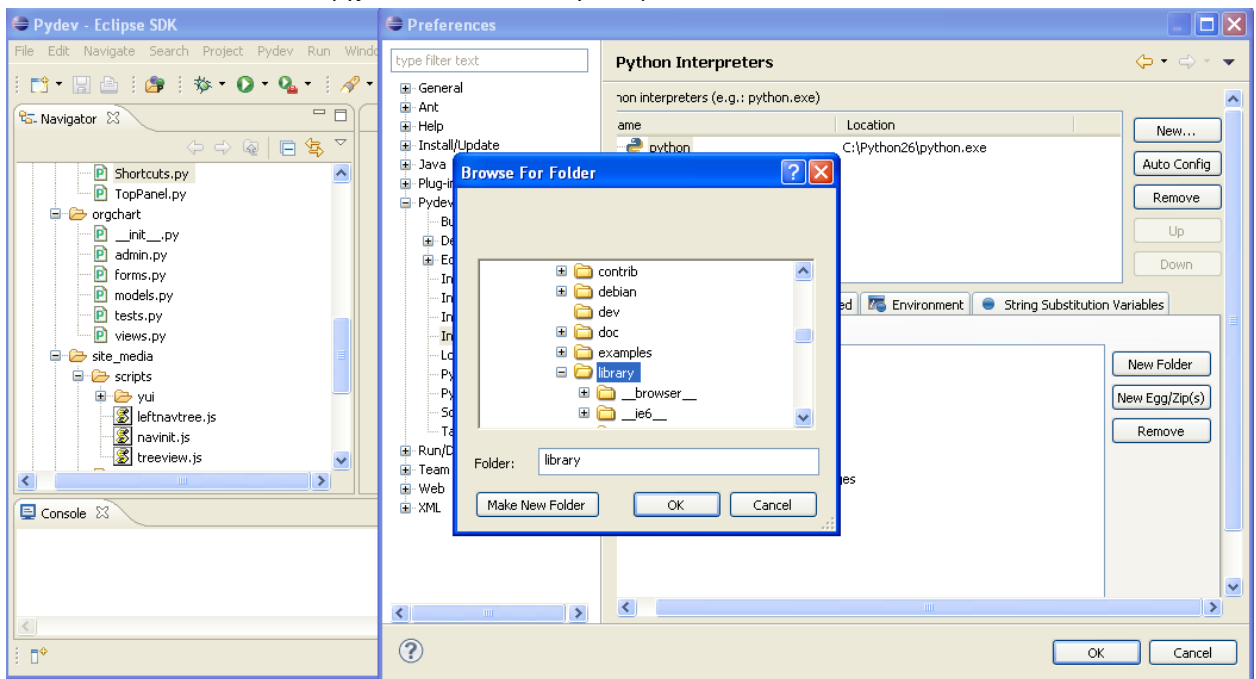 Pydev - Eclipse SDK
File Edit Navigate Search Project Pydev Run
Navigator
Shortcuts.py
TopPanel.py
orgchart
__init__.py
admin.py
forms.py
models.py
tests.py
views.py
site_media
scripts
yui
leftnavtree.js
navinit.js
treeview.js
Console
Preferences
type filter text
General
Ant
Help
Install/Update
Java
Plug-in
Pydev
Run/D
Team
Web
XML
Python Interpreters
interpreters (e.g.: python.exe)
ame Location
python C:\Python26\python.exe
New...
Auto Config
Remove
Up
Down
Environment String Substitution Variables
New Folder
New Egg/Zip(s)
Remove
Browse For Folder
contrib
debian
dev
doc
examples
library
__browser__
__ie6__
Folder: library
Make New Folder OK Cancel
OK Cancel